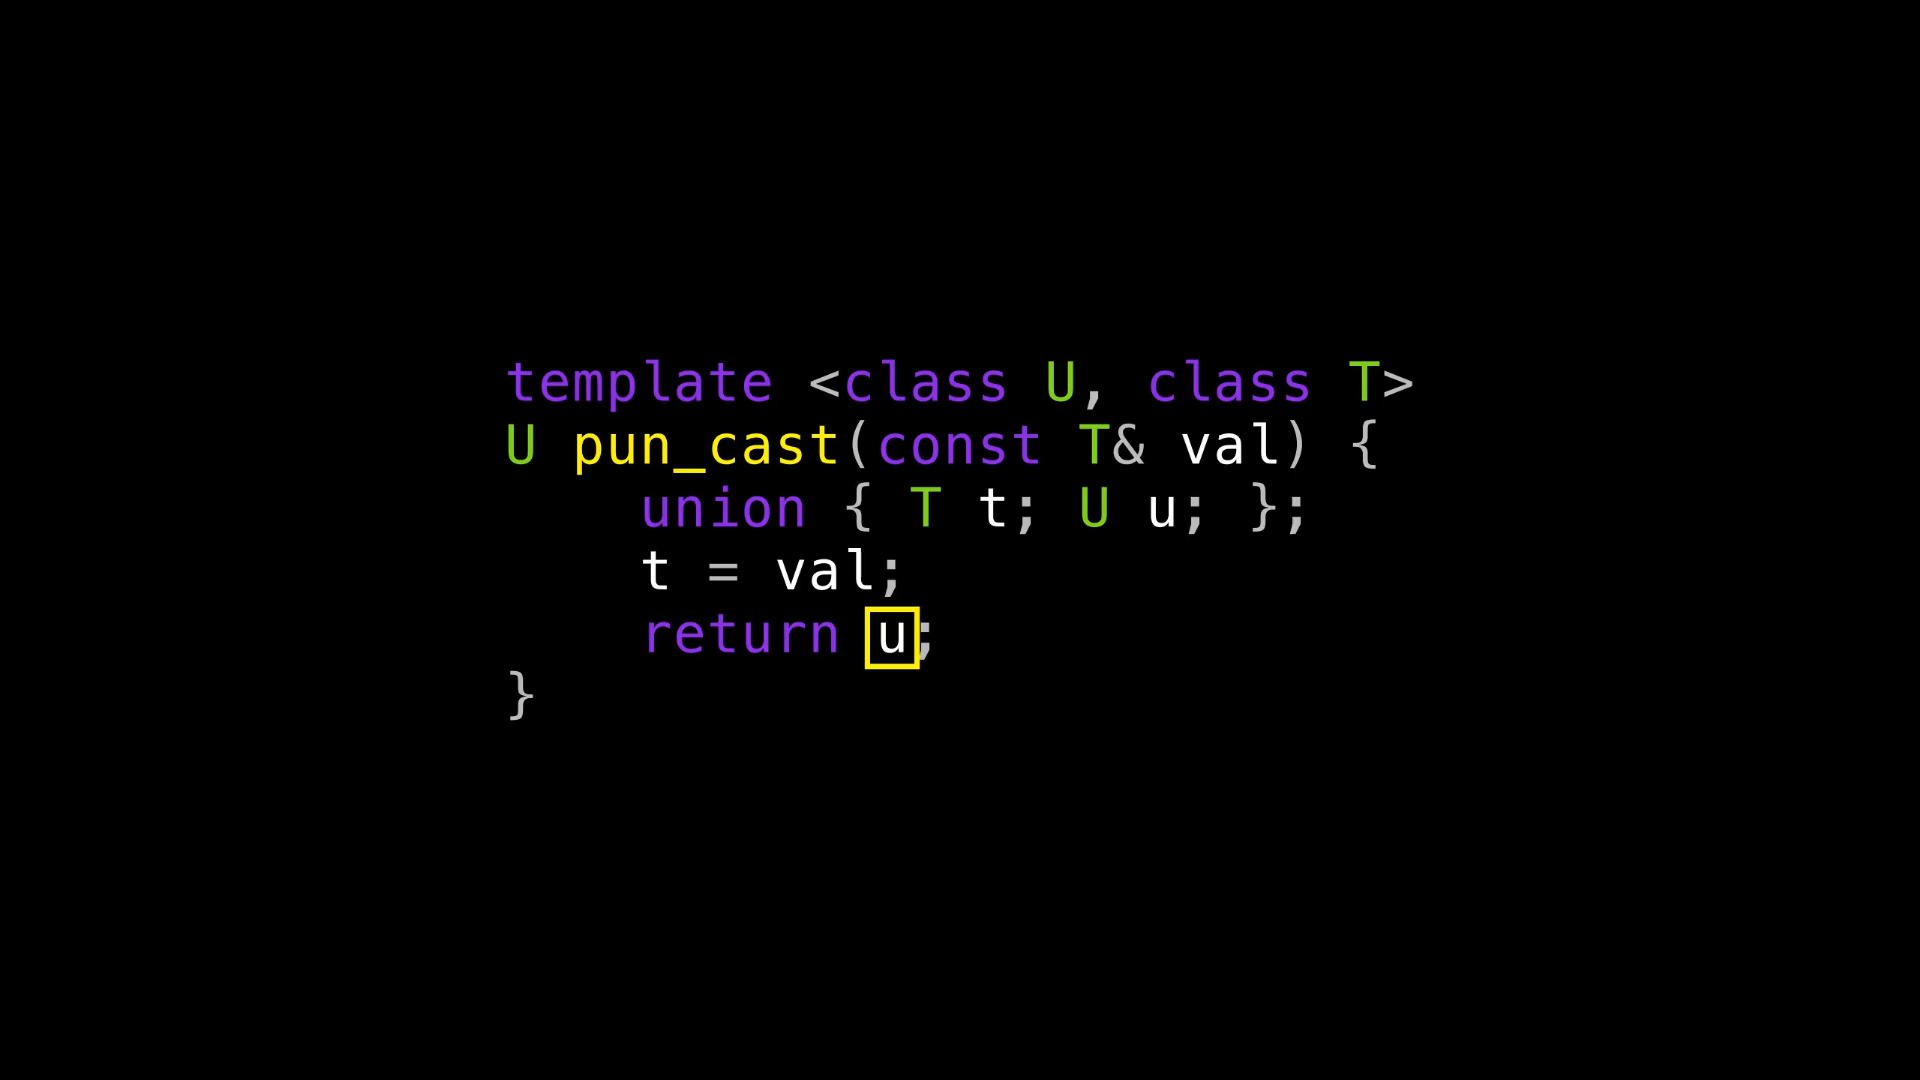 template <class U, class T>
U pun_cast(const T& val) {
    union { T t; U u; };
    t = val;
    return u;
}